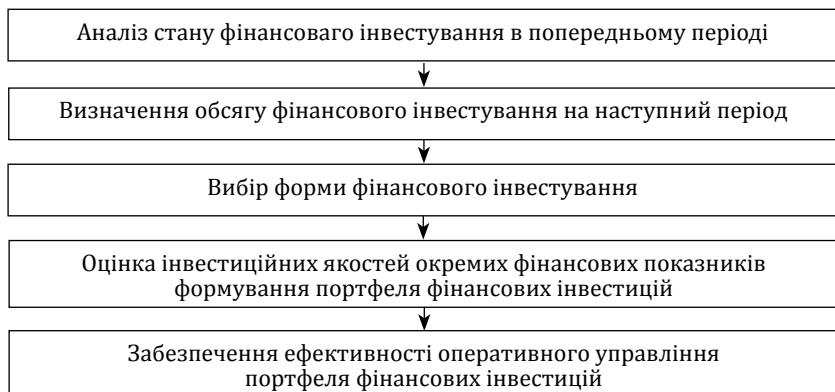 Аналіз стану фінансоваго інвестування в попередньому періоді
Визначення обсягу фінансового інвестування на наступний період
Вибір форми фінансового інвестування
Оцінка інвестиційних якостей окремих фінансових показників
формування портфеля фінансових інвестицій
Забезпечення ефективності оперативного управління
портфеля фінансових інвестицій